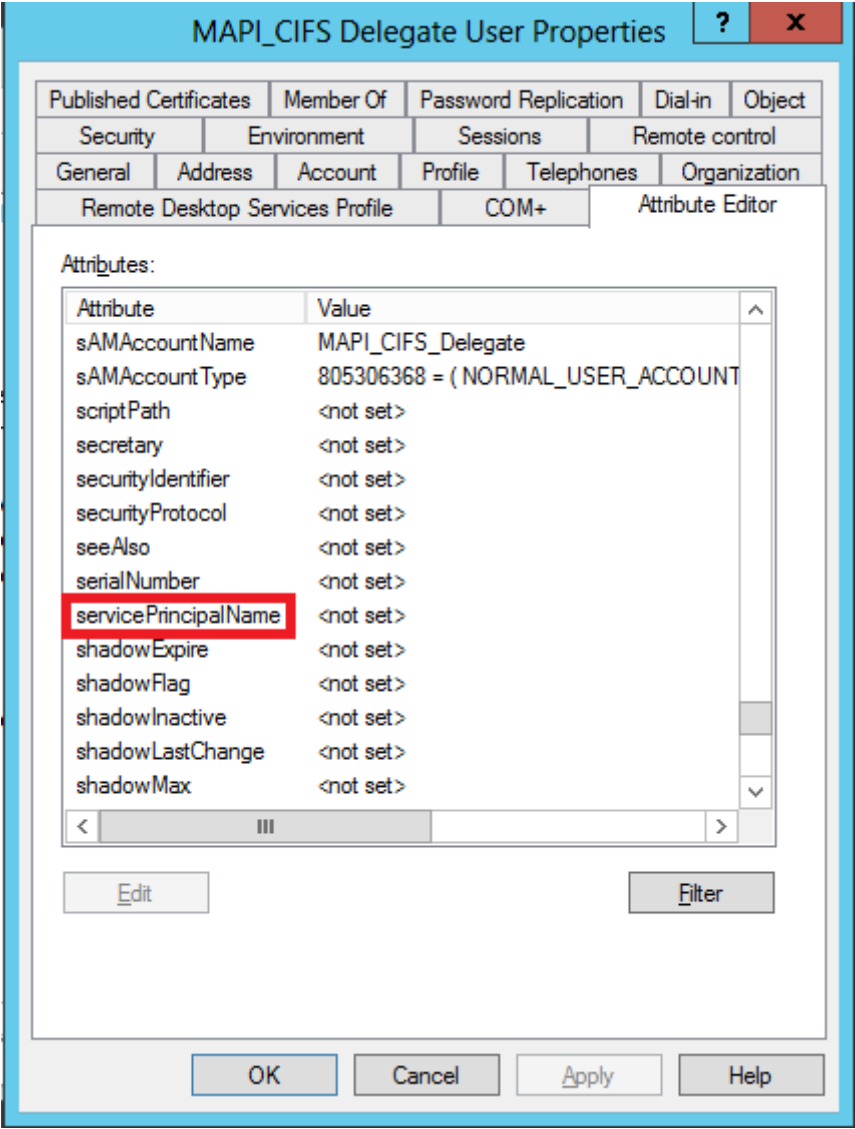 MAPI_CIFS Delegate User Properties ? x
Published Certificates Member Of Password Replication Dial-in Object
Security Environment Sessions Remote control
General Address Account Profile Telephones Organization
Remote Desktop Services Profile COM+ Attribute Editor
Attributes:
Attribute Value
sAMAccountName MAPI_CIFS_Delegate
sAMAccountType 805306368 = ( NORMAL_USER_ACCOUNT
scriptPath <not set>
secretary <not set>
securityIdentifier <not set>
securityProtocol <not set>
seeAlso <not set>
serialNumber <not set>
servicePrincipalName <not set>
shadowExpire <not set>
shadowFlag <not set>
shadowInactive <not set>
shadowLastChange <not set>
shadowMax <not set>
Edit Filter
OK Cancel Apply Help